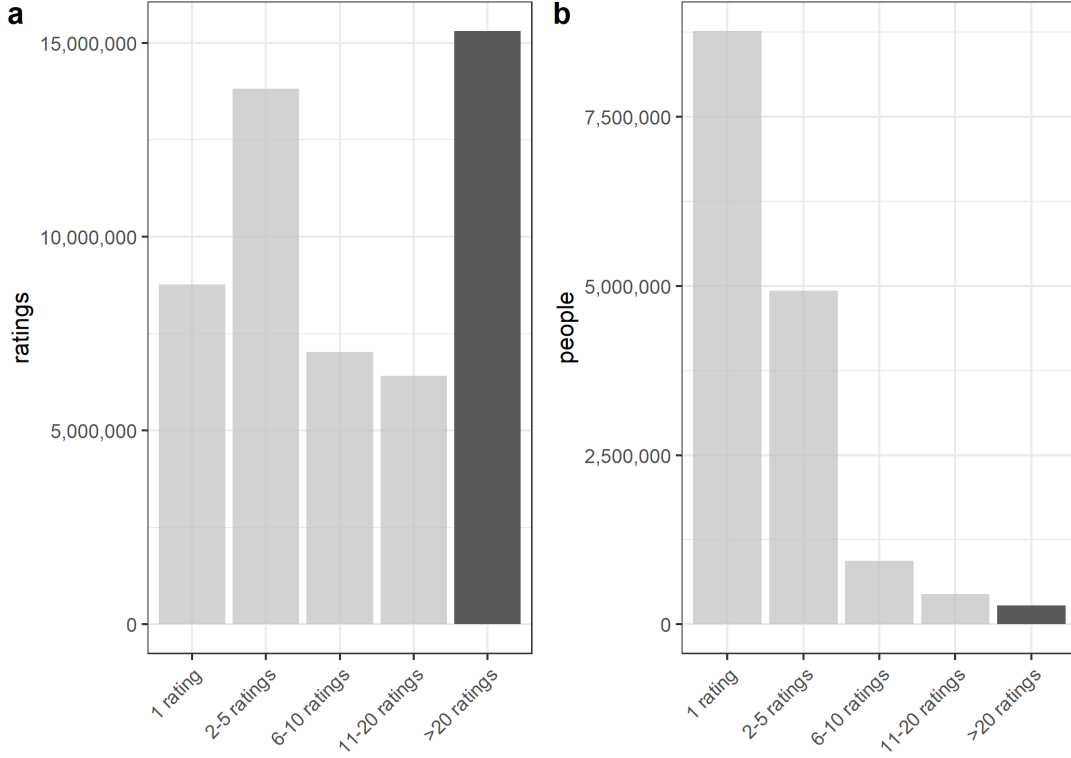 a
ratings
15,000,000
10,000,000
5,000,000
0
1 rating
2-5 ratings
6-10 ratings
11-20 ratings
>20 ratings
b
people
7,500,000
5,000,000
2,500,000
0
1 rating
2-5 ratings
6-10 ratings
11-20 ratings
>20 ratings